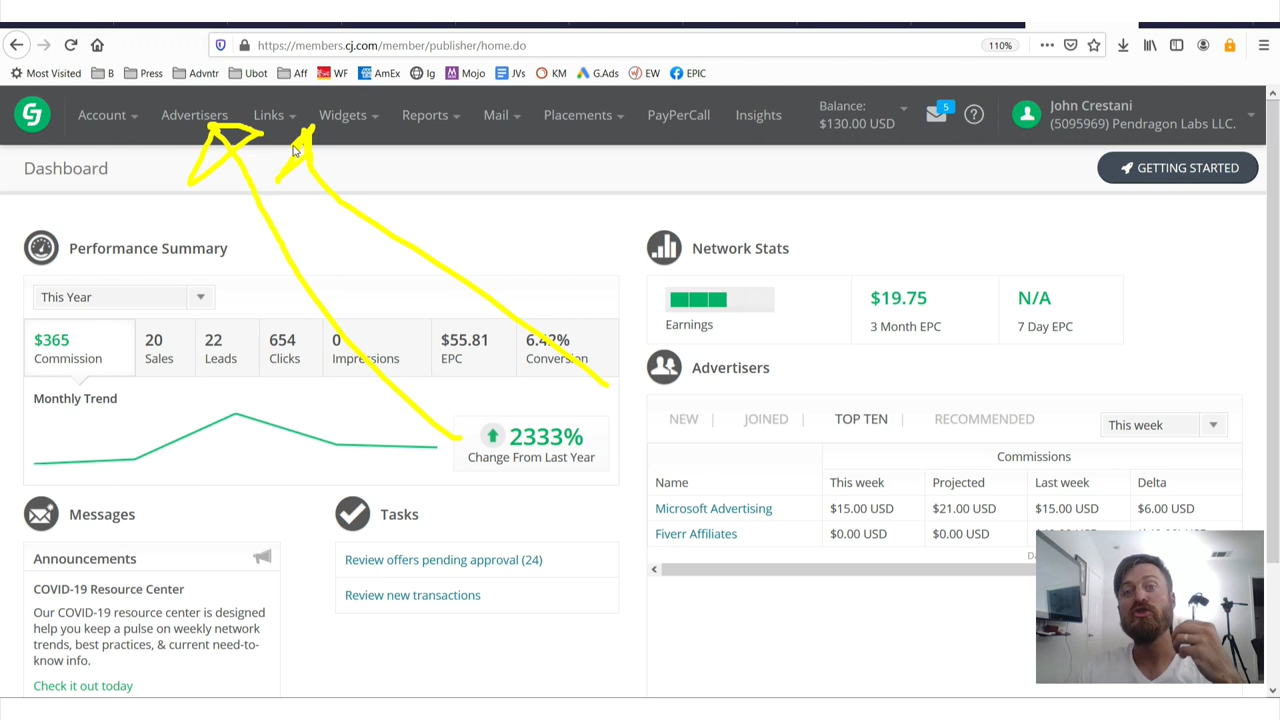 https://members.cj.com/member/publisher/home.do
110%
Most Visited B Press Advntr Ubot Aff WF AmEx Ig Mojo JVs KM G.Ads EW EPIC
Account Advertisers Links Widgets Reports Mail Placements PayPerCall Insights
Balance:
$130.00 USD
5
John Crestani
(5095969) Pendragon Labs LLC.
Dashboard
GETTING STARTED
Performance Summary
This Year
$365
Commission
20
Sales
22
Leads
654
Clicks
0
Impressions
$55.81
EPC
6.42%
Conversion
Monthly Trend
2333%
Change From Last Year
Network Stats
Earnings
$19.75
3 Month EPC
N/A
7 Day EPC
Advertisers
NEW | JOINED | TOP TEN | RECOMMENDED
This week
Commissions
Name This week Projected Last week Delta
Microsoft Advertising $15.00 USD $21.00 USD $15.00 USD $6.00 USD
Fiverr Affiliates $0.00 USD $0.00 USD
Messages
Announcements
COVID-19 Resource Center
Our COVID-19 resource center is designed
help you keep a pulse on weekly network
trends, best practices, & current need-to-
know info.
Check it out today
Tasks
Review offers pending approval (24)
Review new transactions